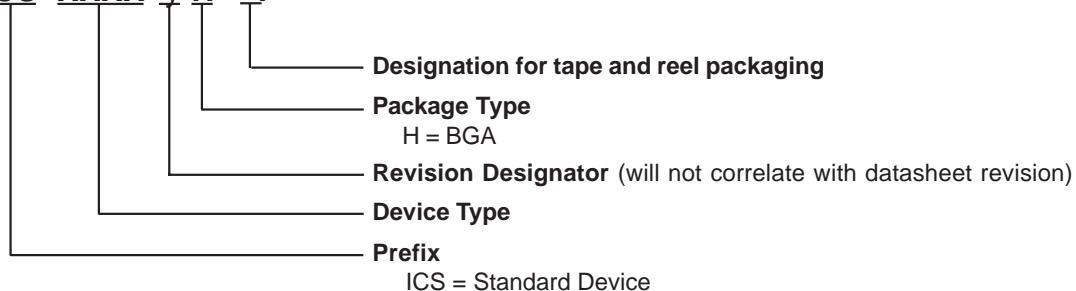 Designation for tape and reel packaging
Package Type
H = BGA
Revision Designator (will not correlate with datasheet revision)
Device Type
Prefix
ICS = Standard Device